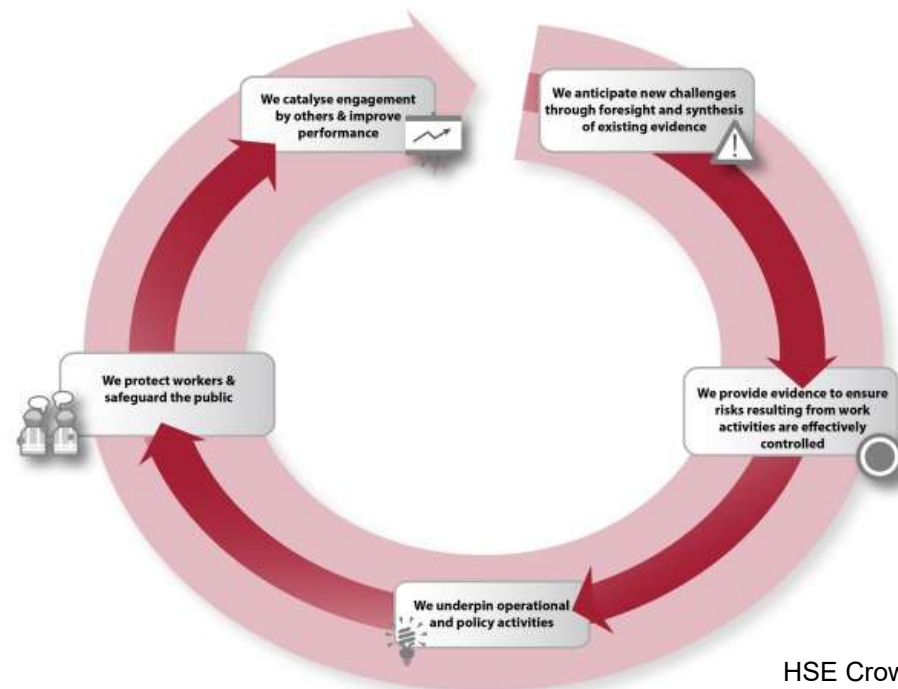 We catalyse engagement
by others & improve
performance
We anticipate new challenges
through foresight and synthesis
of existing evidence
We provide evidence to ensure
risks resulting from work
activities are effectively
controlled
We underpin operational
and policy activities
We protect workers &
safeguard the public
HSE